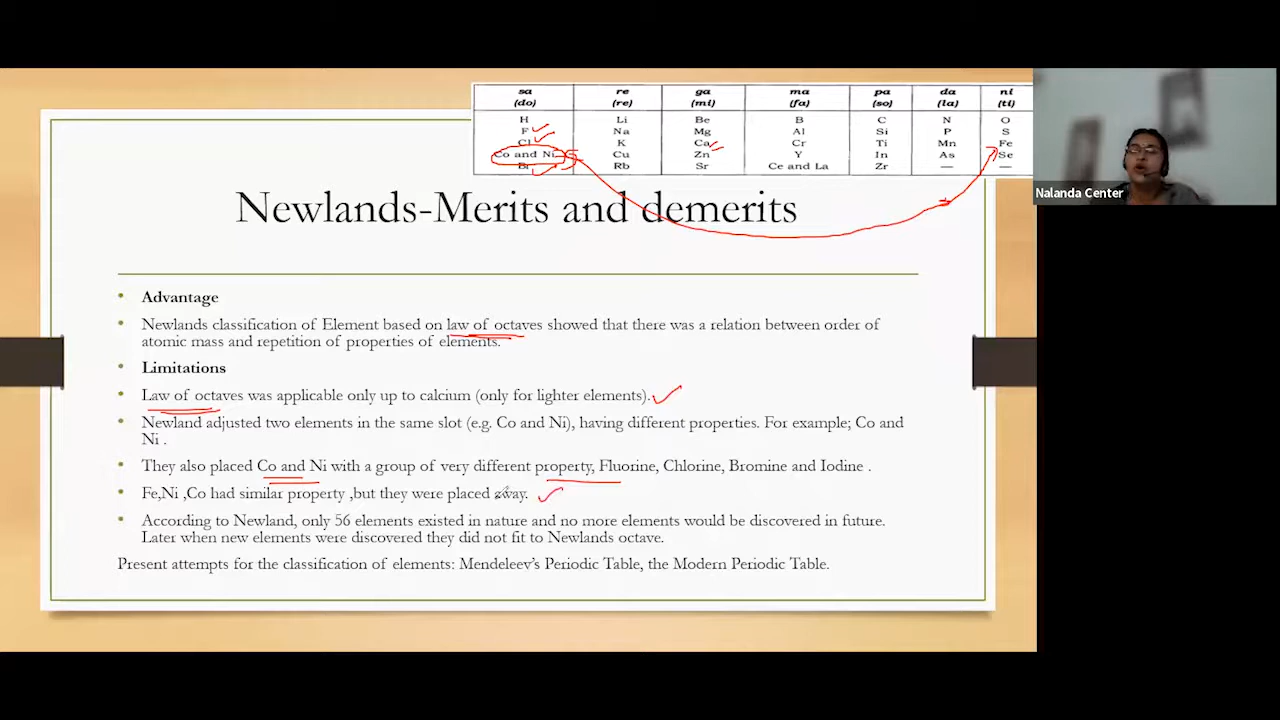 sa re ga ma pa da ni
(do) (re) (mi) (fa) (so) (la) (ti)
H Li Be B C N O
F Na Mg Al Si P S
Cl K Ca Cr Ti Mn Fe
Co and Ni Cu Zn Y In As Se
Br Rb Sr Ce and La Zr — —
Nalanda Center
Newlands-Merits and demerits
• Advantage
• Newlands classification of Element based on law of octaves showed that there was a relation between order of
atomic mass and repetition of properties of elements.
• Limitations
• Law of octaves was applicable only up to calcium (only for lighter elements).
• Newland adjusted two elements in the same slot (e.g. Co and Ni), having different properties. For example; Co and
Ni .
• They also placed Co and Ni with a group of very different property, Fluorine, Chlorine, Bromine and Iodine .
• Fe,Ni ,Co had similar property ,but they were placed away.
• According to Newland, only 56 elements existed in nature and no more elements would be discovered in future.
Later when new elements were discovered they did not fit to Newlands octave.
Present attempts for the classification of elements: Mendeleev’s Periodic Table, the Modern Periodic Table.